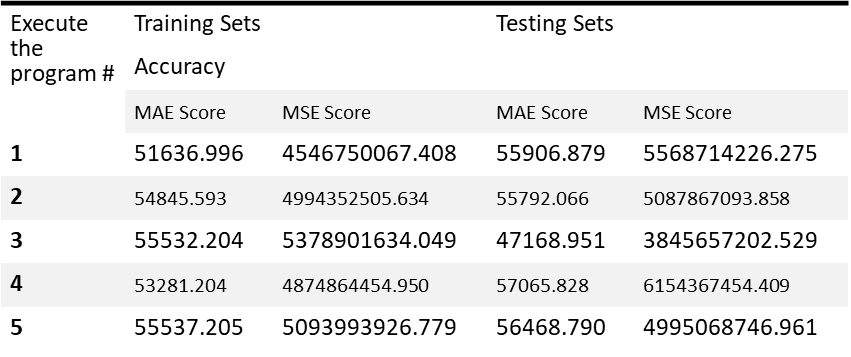 Execute the program # Training Sets Testing Sets
Accuracy
MAE Score MSE Score MAE Score MSE Score
1 51636.996 4546750067.408 55906.879 5568714226.275
2 54845.593 4994352505.634 55792.066 5087867093.858
3 55532.204 5378901634.049 47168.951 3845657202.529
4 53281.204 4874864454.950 57065.828 6154367454.409
5 55537.205 5093993926.779 56468.790 4995068746.961